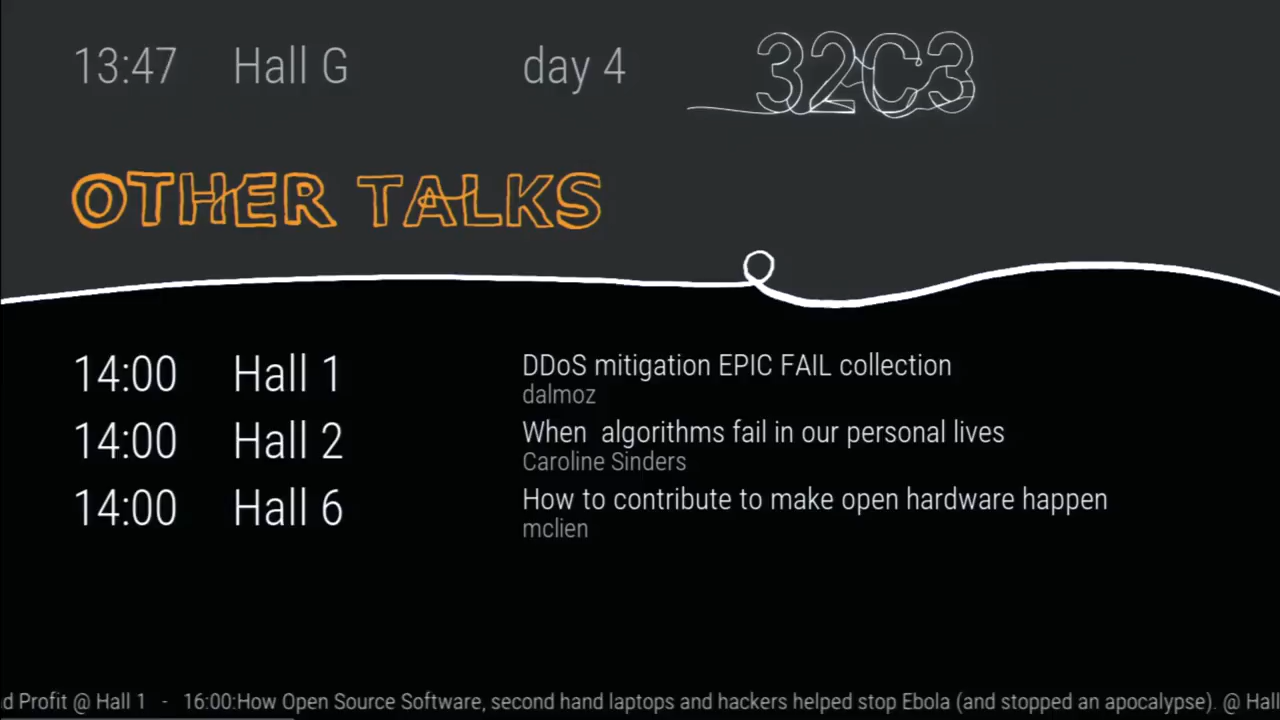 13:47 Hall G day 4 32C3
OTHER TALKS
14:00 Hall 1 DDoS mitigation EPIC FAIL collection
dalmoz
14:00 Hall 2 When  algorithms fail in our personal lives
Caroline Sinders
14:00 Hall 6 How to contribute to make open hardware happen
mclien
d Profit @ Hall 1 - 16:00:How Open Source Software, second hand laptops and hackers helped stop Ebola (and stopped an apocalypse). @ Hall